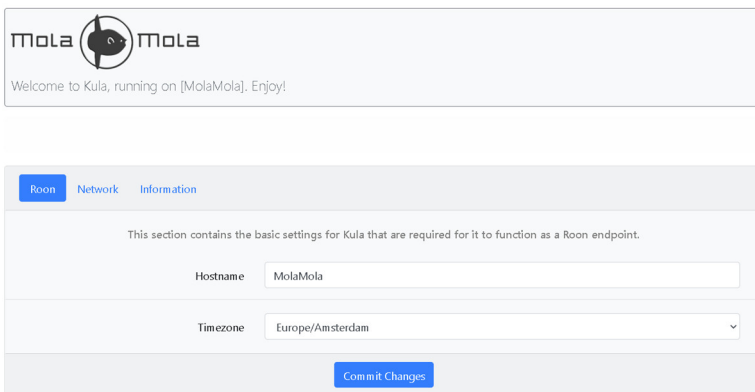 mola mola
Welcome to Kula, running on [MolaMola]. Enjoy!
Roon Network Information
This section contains the basic settings for Kula that are required for it to function as a Roon endpoint.
Hostname MolaMola
Timezone Europe/Amsterdam
Commit Changes